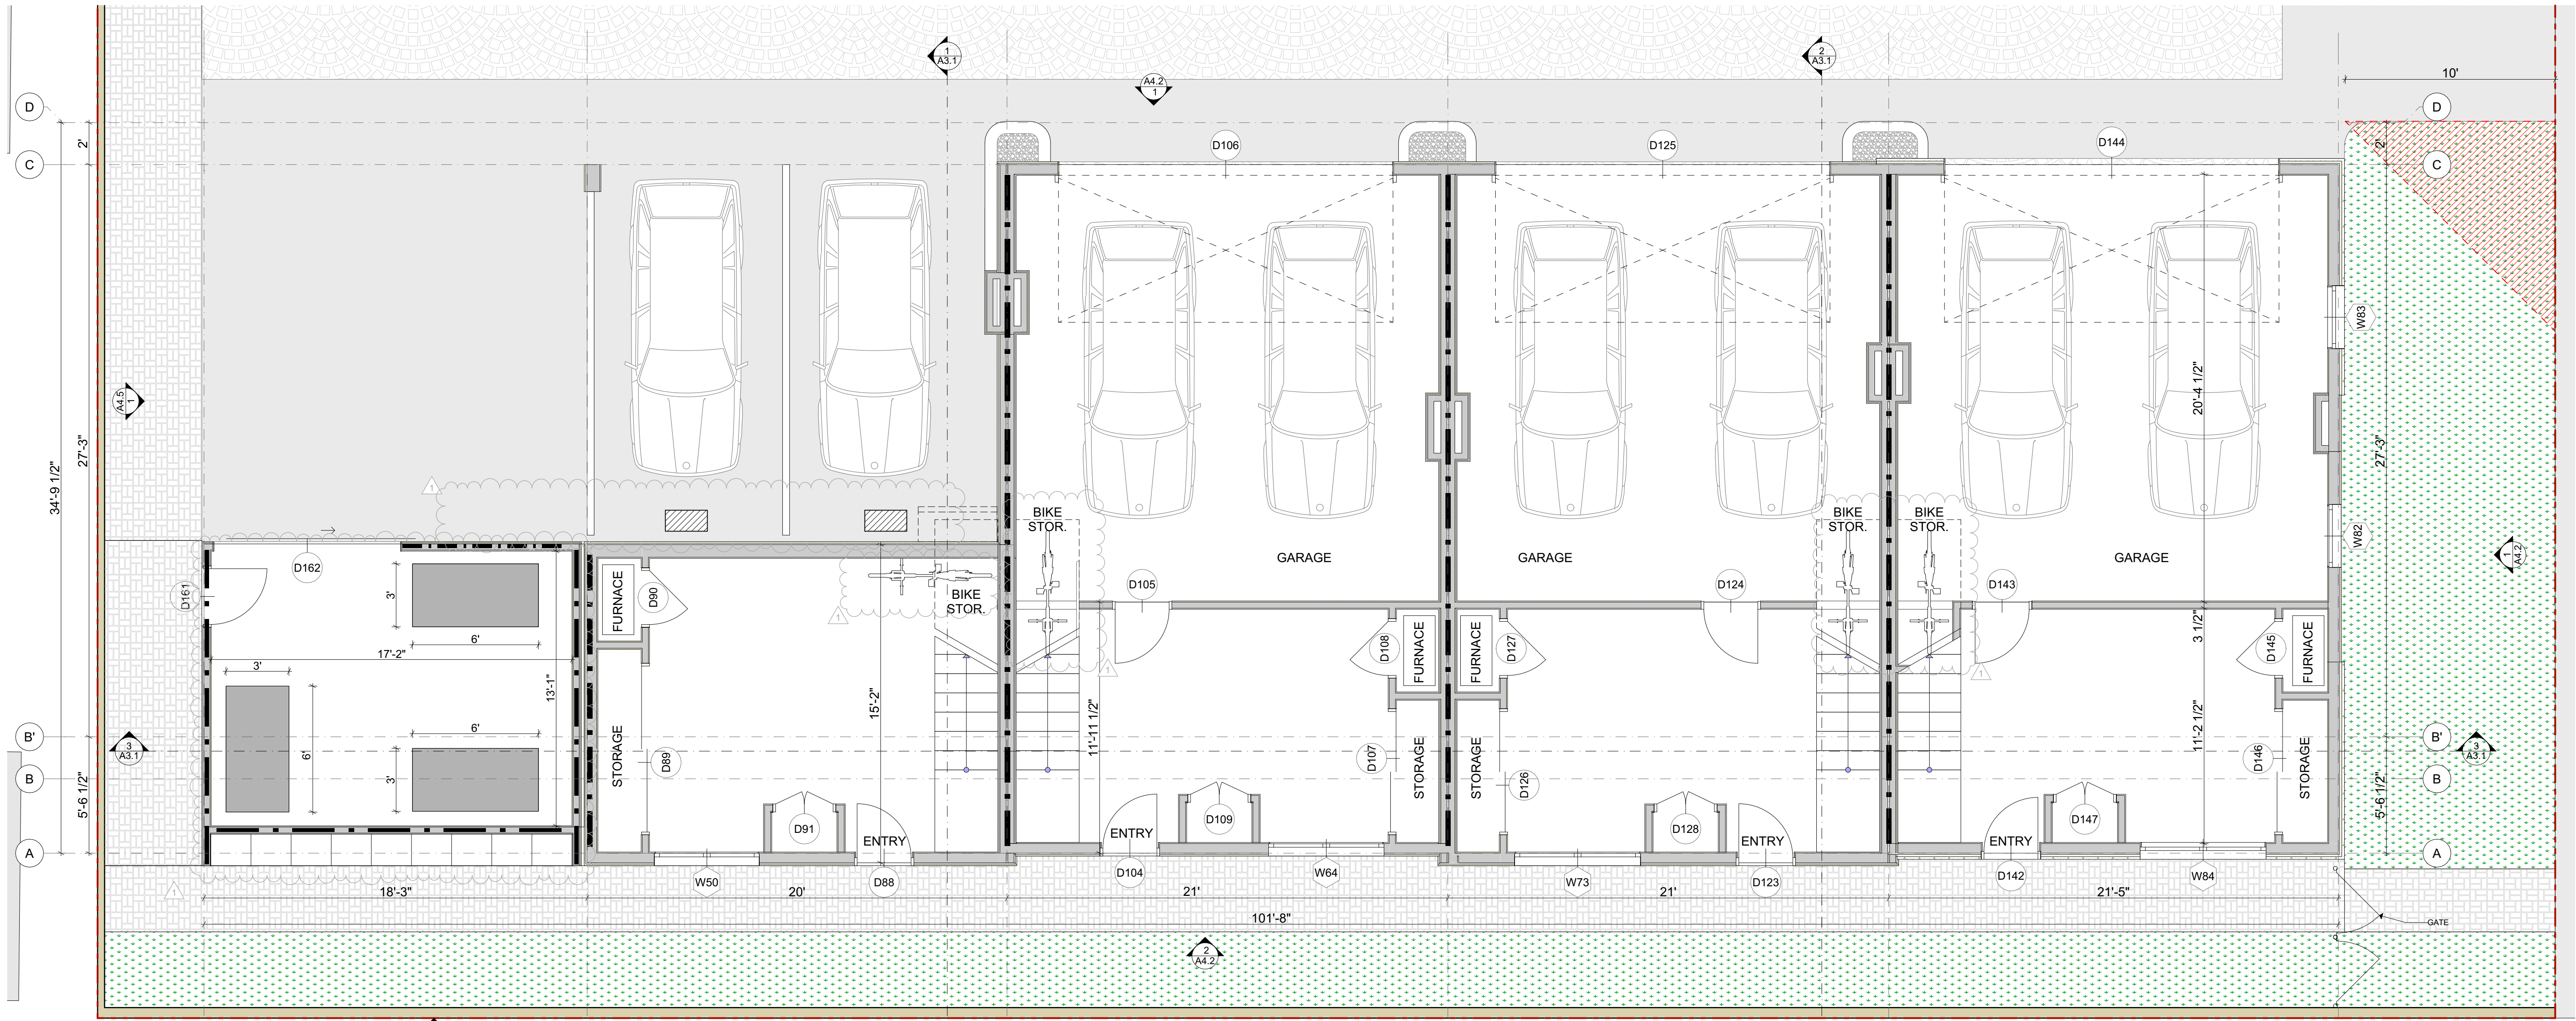 1
A3.1
2
A3.1
A4.2
1
10'
D
D
2'
C
2'
C
D106
D125
D144
W83
A4.5
1
20'-4 1/2"
27'-3"
34'-9 1/2"
27'-3"
1
BIKE
STOR.
BIKE
STOR.
BIKE
STOR.
W82
1
A4.2
GARAGE
GARAGE
GARAGE
D162
D161
3'
6'
FURNACE
D90
BIKE
STOR.
1
D105
D124
D143
3 1/2"
17'-2"
3'
13'-1"
D108
FURNACE
FURNACE
D127
1
1
D145
FURNACE
15'-2"
11'-11 1/2"
11'-2 1/2"
B'
B'
3
A3.1
3
A3.1
6'
6'
3'
STORAGE
D89
D107
STORAGE
STORAGE
D126
D146
STORAGE
B
B
5'-6 1/2"
5'-6 1/2"
D91
D109
D128
D147
ENTRY
ENTRY
ENTRY
ENTRY
A
A
1
W50
D88
D104
W64
W73
D123
D142
W84
18'-3"
20'
21'
21'
21'-5"
101'-8"
GATE
2
A4.2